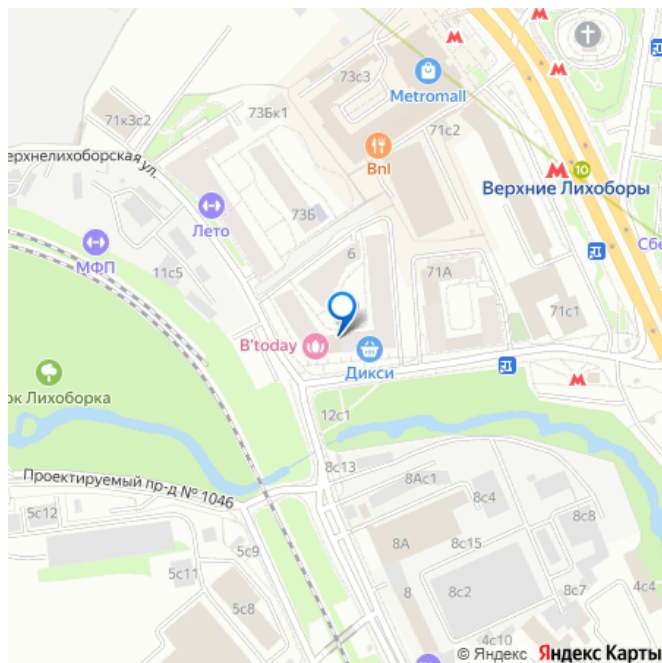 73с3
Metromall
71к3с2
73Бк1
71с2
Верхнелихоборская ул.
Bnl
10
Верхние Лихоборы
73Б
Лето
Сбе
МФП
11с5
6
71А
71с1
B'today
Дикси
ок Лихоборка
12с1
8с13
8Ас1
Проектируемый пр-д № 1046
8с4
5с12
8с8
8А
8с15
5с9
5с11
8
8с2
8с7
4с4
5с8
4с10
© Яндекс Яндекс Карты